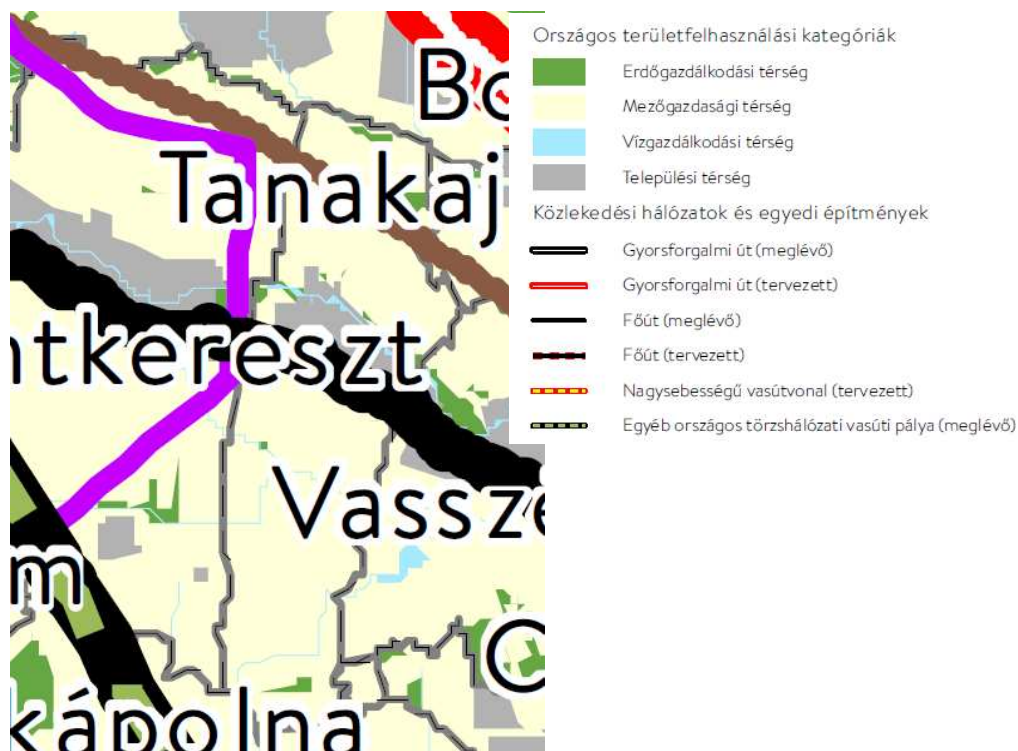 Bo
Tanakaj
ntkereszt
Vassze
m
kápolna
Országos területfelhasználási kategóriák
Erdőgazdálkodási térség
Mezőgazdasági térség
Vízgazdálkodási térség
Települési térség
Közlekedési hálózatok és egyedi építmények
Gyorsforgalmi út (meglévő)
Gyorsforgalmi út (tervezett)
Főút (meglévő)
Főút (tervezett)
Nagysebességű vasútvonal (tervezett)
Egyéb országos törzshálózati vasúti pálya (meglévő)